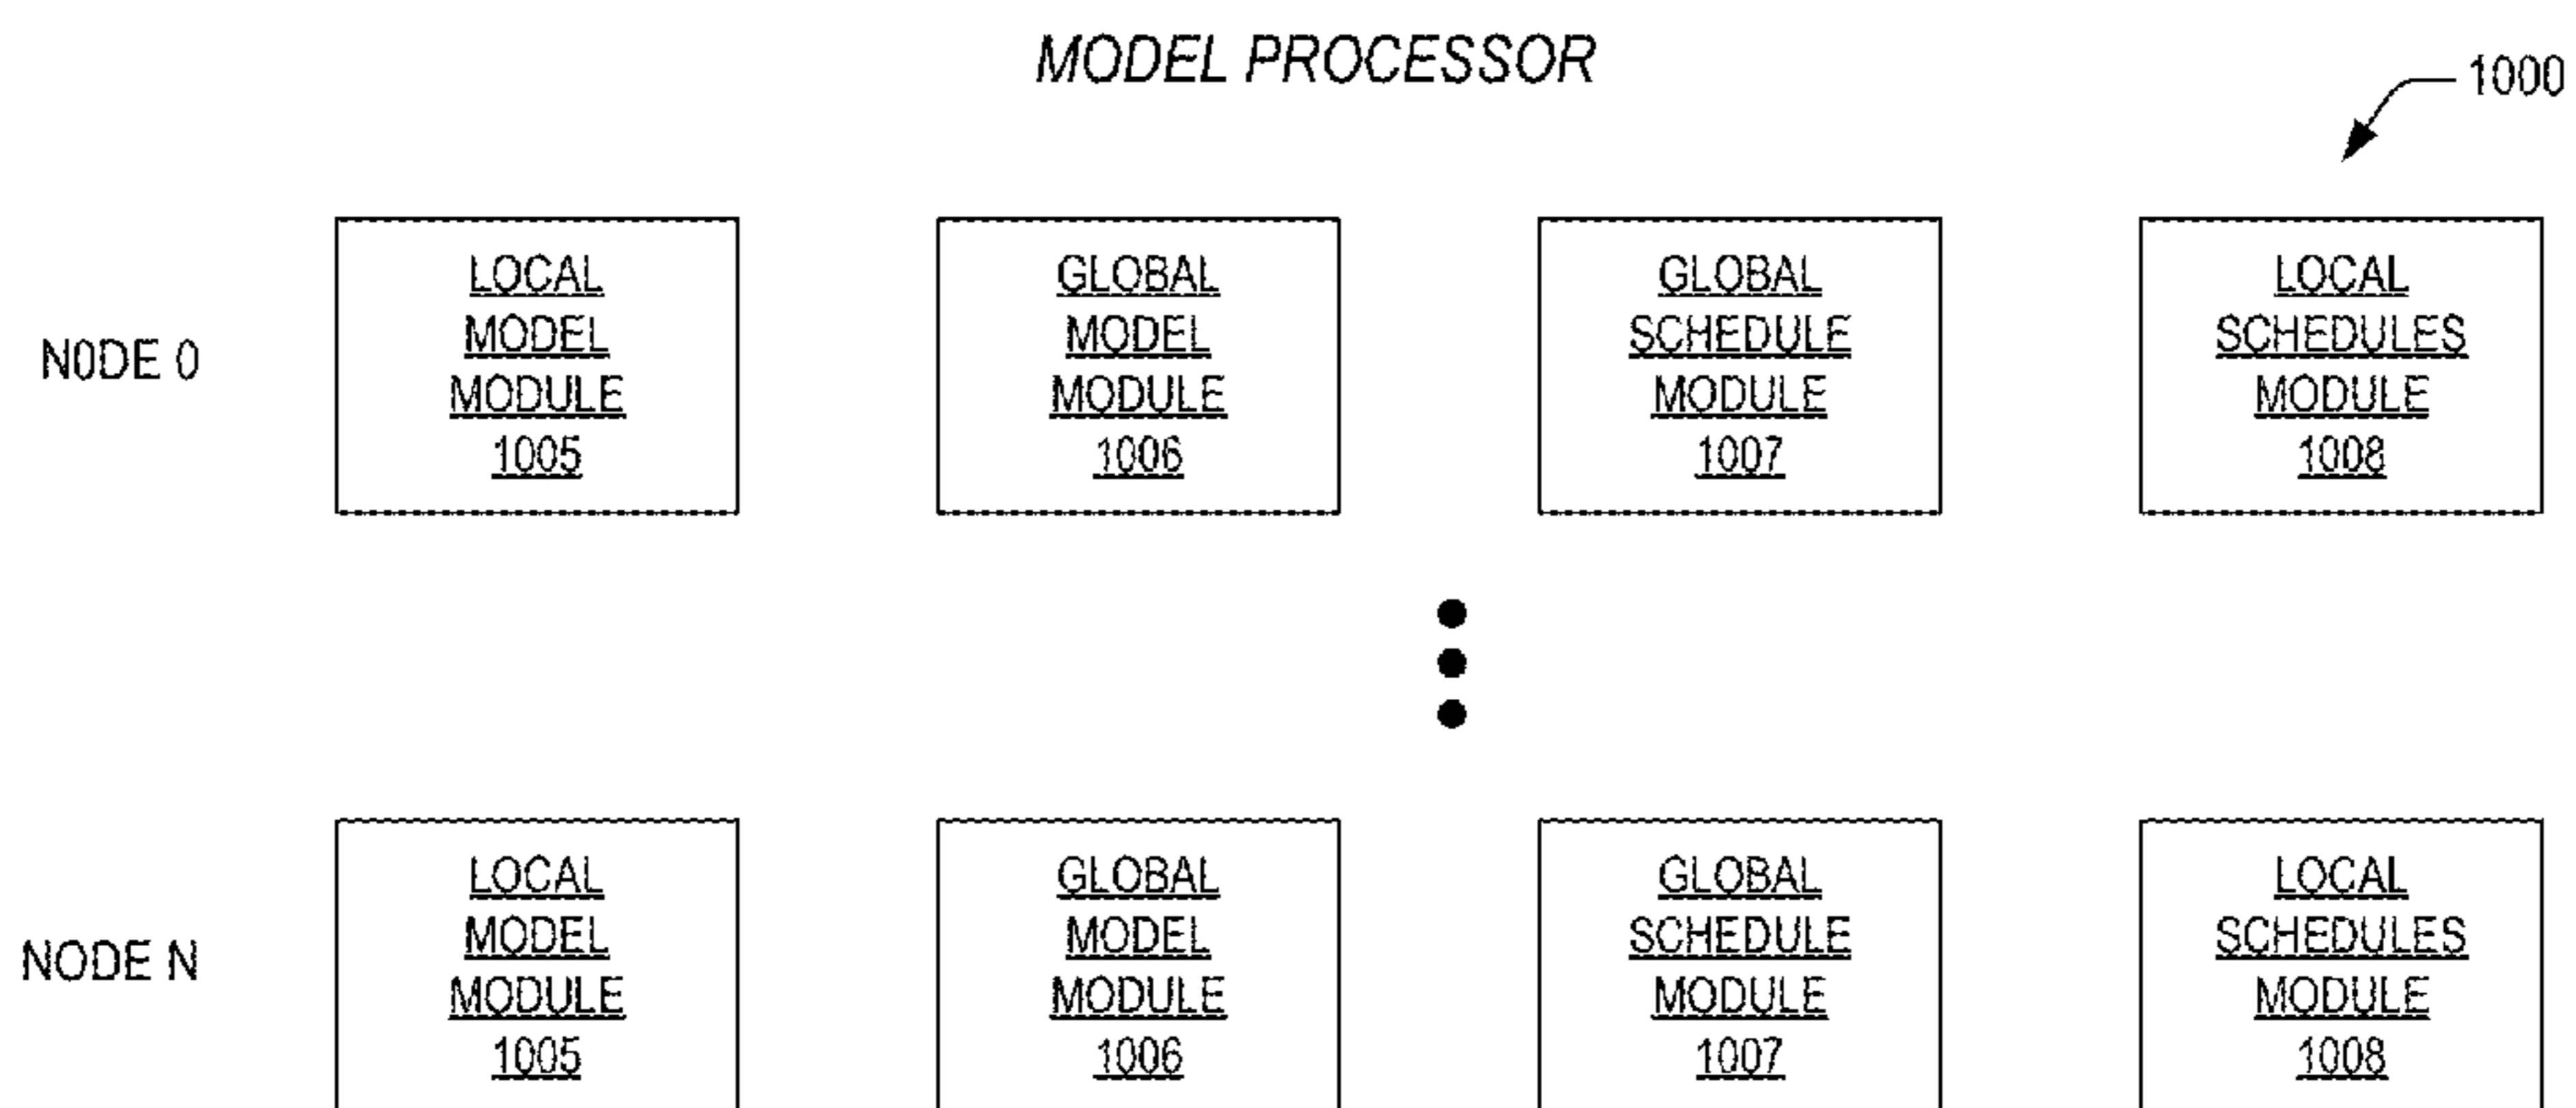 MODEL PROCESSOR
1000
NODE 0
LOCAL
MODEL
MODULE
1005
GLOBAL
MODEL
MODULE
1006
GLOBAL
SCHEDULE
MODULE
1007
LOCAL
SCHEDULES
MODULE
1008
NODE N
LOCAL
MODEL
MODULE
1005
GLOBAL
MODEL
MODULE
1006
GLOBAL
SCHEDULE
MODULE
1007
LOCAL
SCHEDULES
MODULE
1008